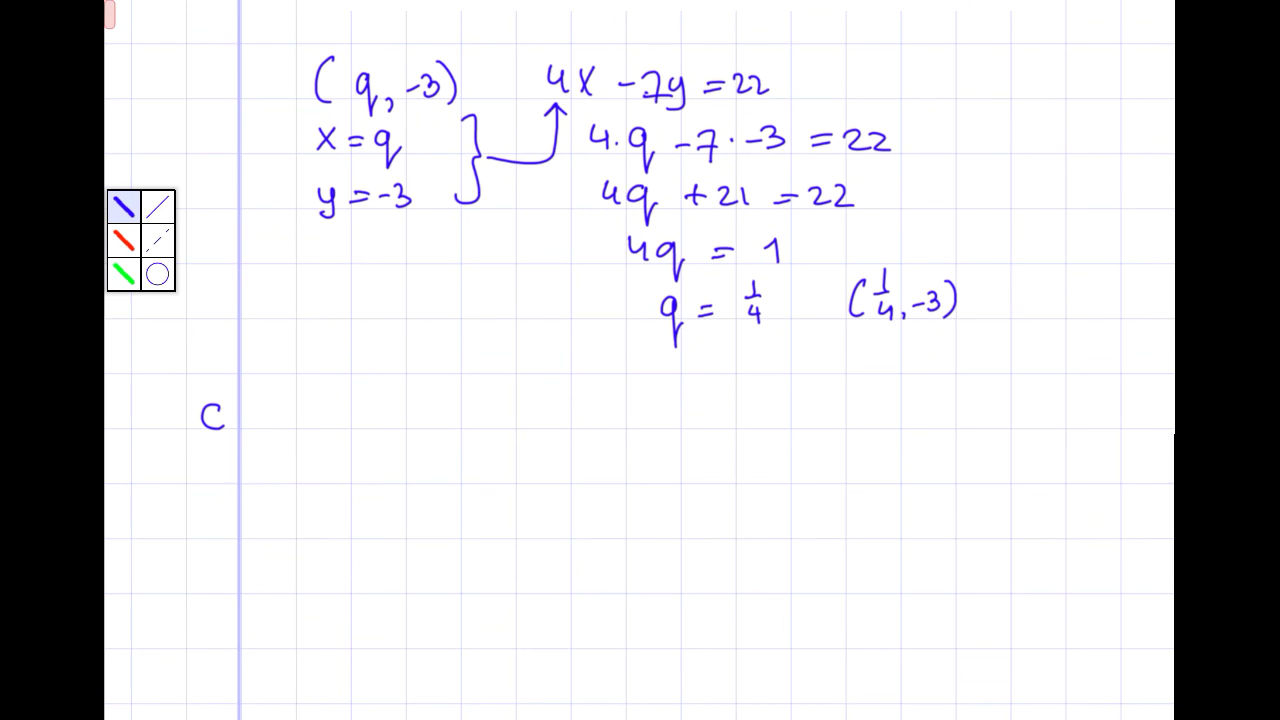 (q, -3) 4x - 7y = 22
x = q 4·q - 7·-3 = 22
y = -3 4q + 21 = 22
4q = 1
q = 1/4 (1/4, -3)
C